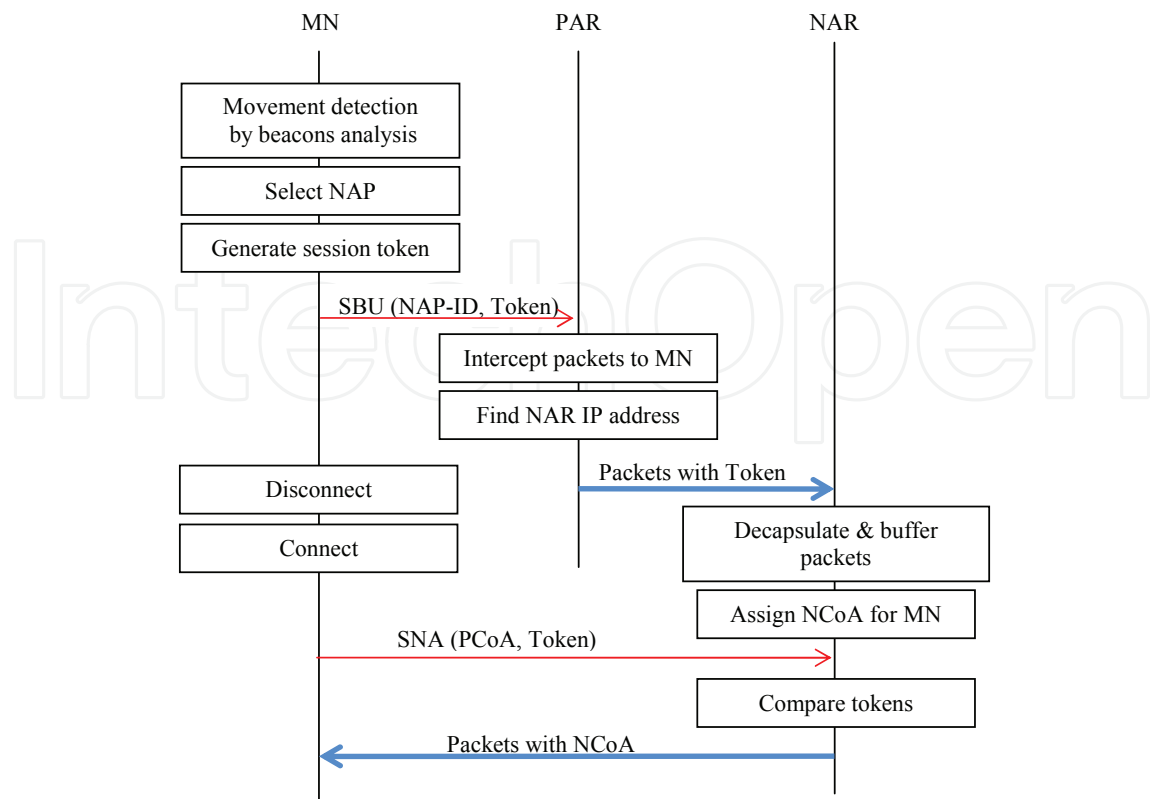 MN
PAR
NAR
Movement detection
by beacons analysis
Select NAP
Generate session token
SBU (NAP-ID, Token)
Intercept packets to MN
Find NAR IP address
Packets with Token
Disconnect
Decapsulate & buffer
packets
Connect
Assign NCoA for MN
SNA (PCoA, Token)
Compare tokens
Packets with NCoA
IntechOpen